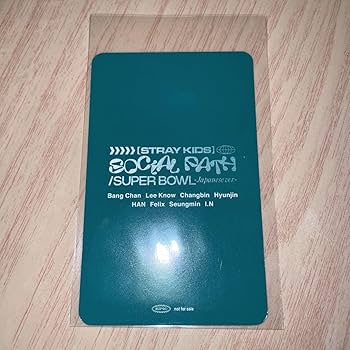 [STRAY KIDS]
SOCIAL PATH
/SUPER BOWL -Japanese ver.-
Bang Chan Lee Know Changbin Hyunjin
HAN Felix Seungmin I.N
not for sale